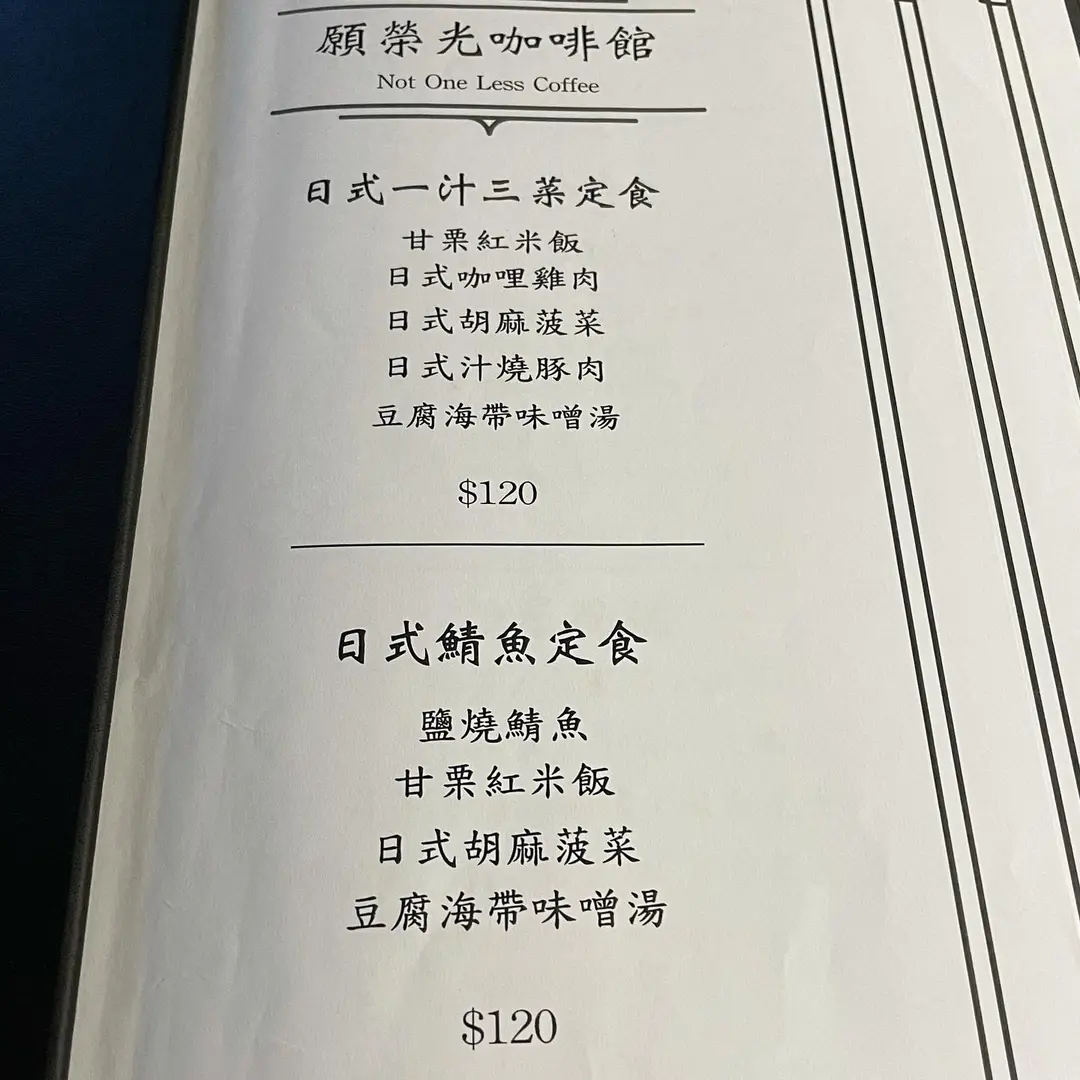 願榮光咖啡館
Not One Less Coffee
日式一汁三菜定食
甘栗紅米飯
日式咖哩雞肉
日式胡麻菠菜
日式汁燒豚肉
豆腐海帶味噌湯
$120
日式鯖魚定食
鹽燒鯖魚
甘栗紅米飯
日式胡麻菠菜
豆腐海帶味噌湯
$120